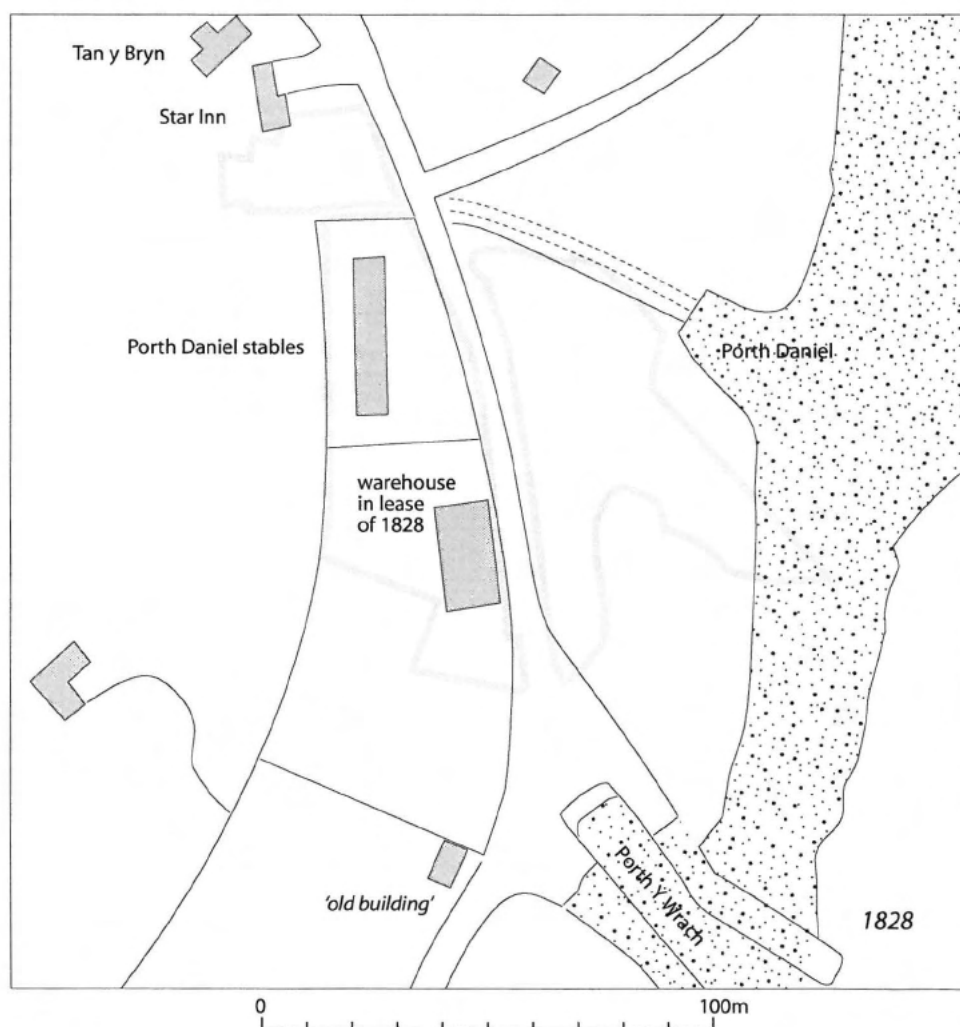 Tan y Bryn
Star Inn
Porth Daniel stables
Porth Daniel
warehouse
in lease
of 1828
'old building'
Porth Y Wrach
1828
0
100m